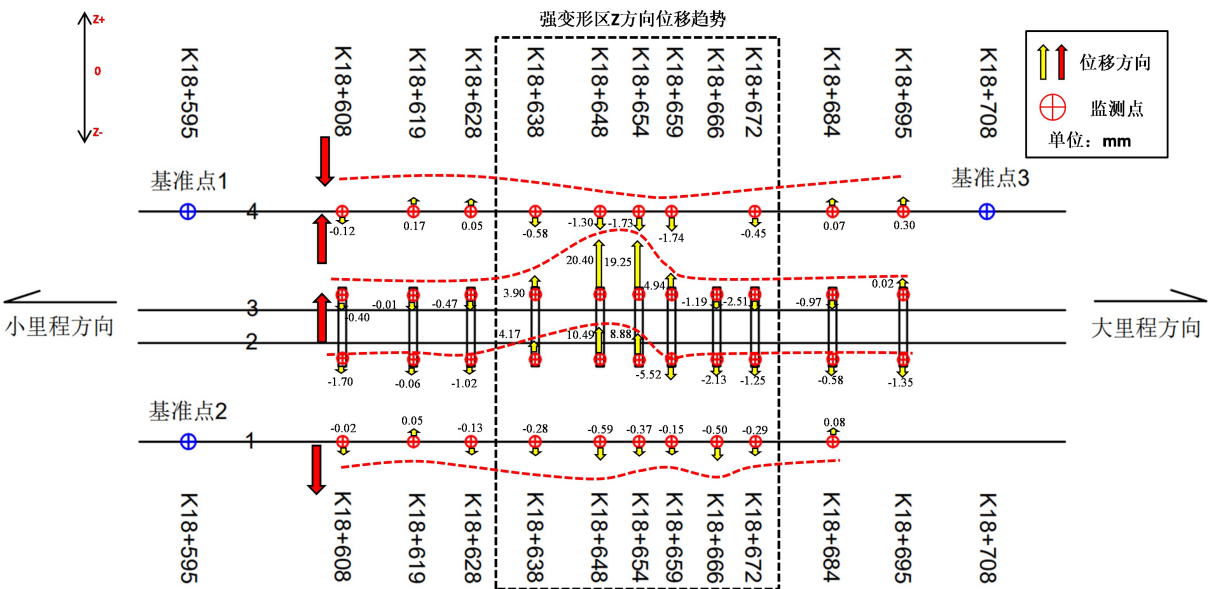 强变形区Z方向位移趋势
Z+
0
Z-
K18+595
K18+608
K18+619
K18+628
K18+638
K18+648
K18+654
K18+659
K18+666
K18+672
K18+684
K18+695
K18+708
位移方向
监测点
单位：mm
基准点1
基准点3
4
-0.12
0.17
0.05
-0.58
-1.30
-1.73
-1.74
-0.45
0.07
0.30
20.40
19.25
3.90
4.94
-0.01
-0.47
-1.19
-2.51
-0.97
0.02
3
-0.40
小里程方向
大里程方向
2
4.17
10.49
8.88
-1.70
-0.06
-1.02
-5.52
-2.13
-1.25
-0.58
-1.35
基准点2
1
-0.02
0.05
-0.13
-0.28
-0.59
-0.37
-0.15
-0.50
-0.29
0.08
K18+595
K18+608
K18+619
K18+628
K18+638
K18+648
K18+654
K18+659
K18+666
K18+672
K18+684
K18+695
K18+708